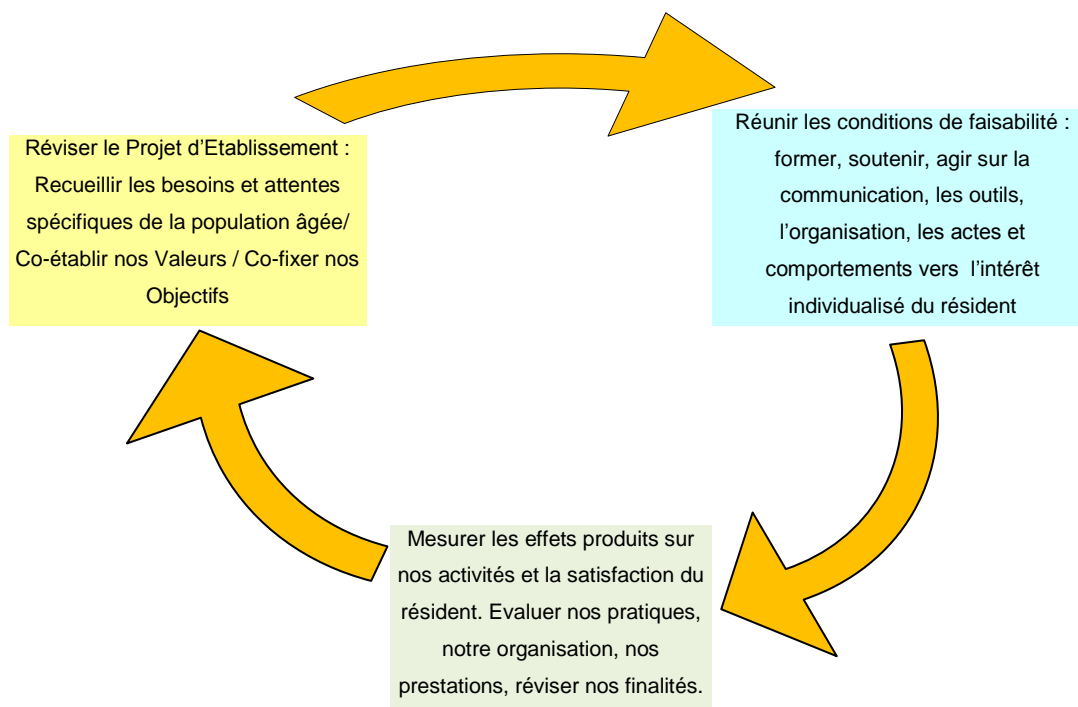 Réviser le Projet d'Etablissement :
Recueillir les besoins et attentes
spécifiques de la population âgée/
Co-établir nos Valeurs / Co-fixer nos
Objectifs
Réunir les conditions de faisabilité :
former, soutenir, agir sur la
communication, les outils,
l'organisation, les actes et
comportements vers l'intérêt
individualisé du résident
Mesurer les effets produits sur
nos activités et la satisfaction du
résident. Evaluer nos pratiques,
notre organisation, nos
prestations, réviser nos finalités.